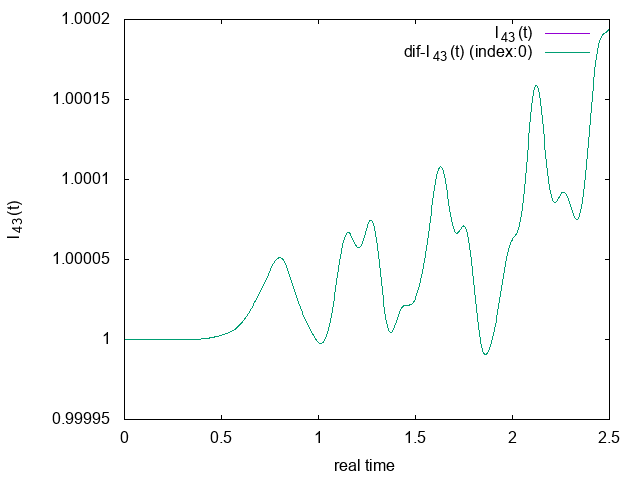 1.0002
I43(t)
dif-I43(t) (index:0)
1.00015
1.0001
I43(t)
1.00005
1
0.99995
0 0.5 1 1.5 2 2.5
real time